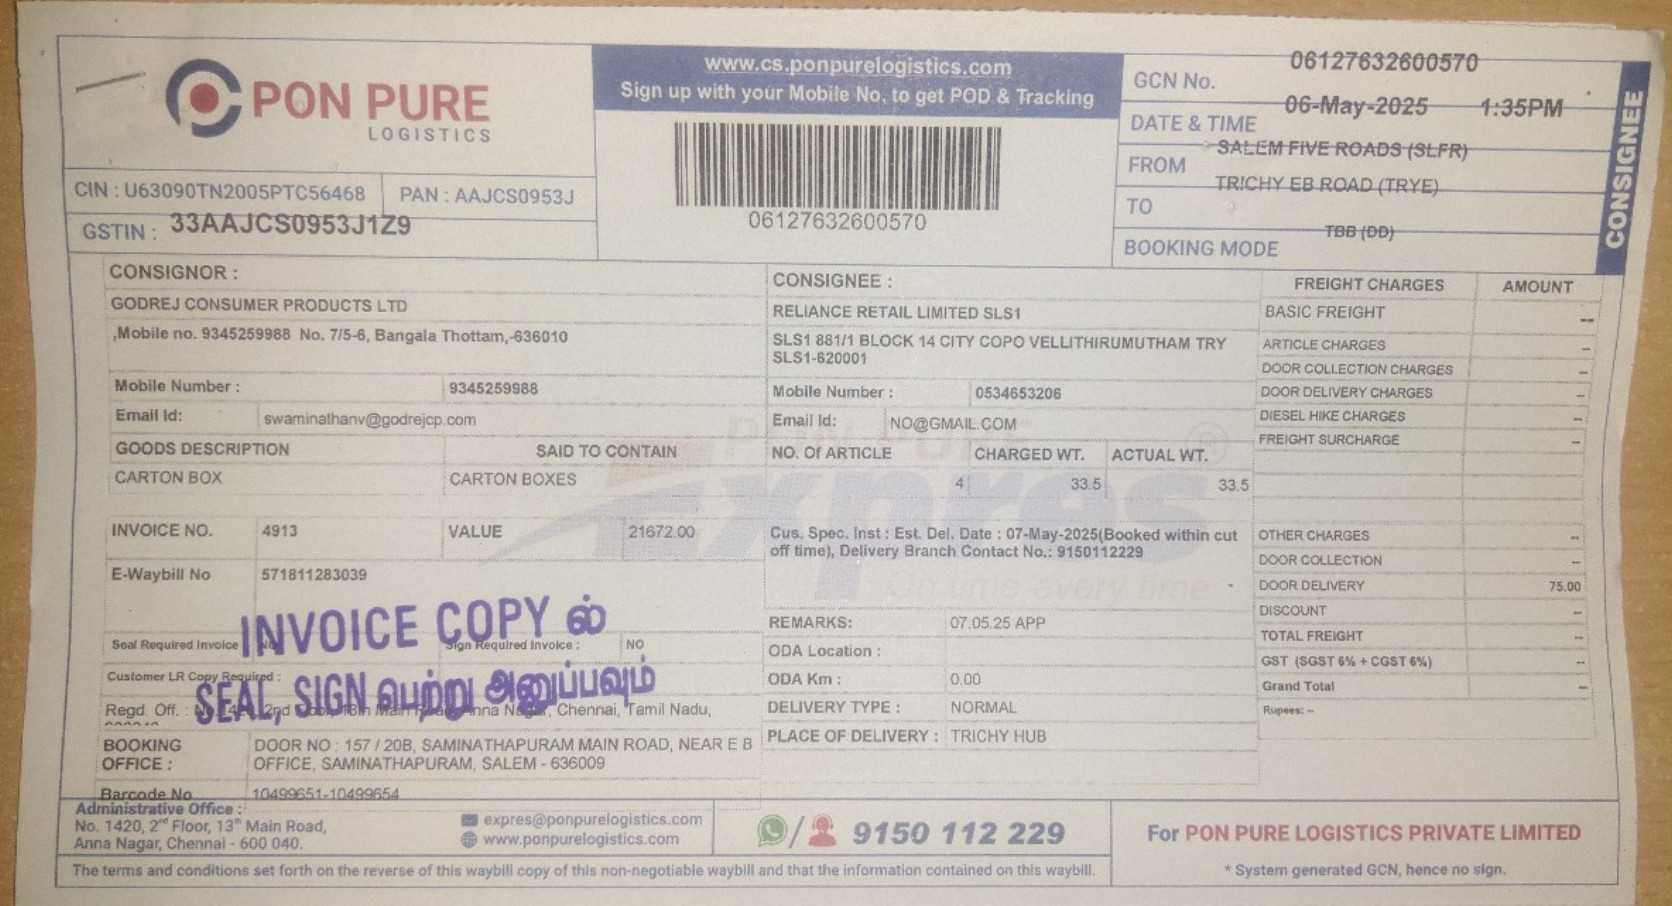 PON PURE
LOGISTICS
CIN : U63090TN2005PTC56468
PAN : AAJCS0953J
GSTIN : 33AAJCS0953J1Z9
www.cs.ponpurelogistics.com
Sign up with your Mobile No. to get POD & Tracking
06127632600570
GCN No. 06127632600570
DATE & TIME 06-May-2025 1:35PM
FROM SALEM FIVE ROADS (SLFR)
TO TRICHY EB ROAD (TRYE)
BOOKING MODE TBB (DD)
CONSIGNEE
CONSIGNOR :
GODREJ CONSUMER PRODUCTS LTD
,Mobile no. 9345259988 No. 7/5-6, Bangala Thottam,-636010
Mobile Number : 9345259988
Email Id: swaminathanv@godrejcp.com
CONSIGNEE :
RELIANCE RETAIL LIMITED SLS1
SLS1 881/1 BLOCK 14 CITY COPO VELLITHIRUMUTHAM TRY
SLS1-620001
Mobile Number : 0534653206
Email Id: NO@GMAIL.COM
GOODS DESCRIPTION SAID TO CONTAIN NO. Of ARTICLE CHARGED WT. ACTUAL WT.
CARTON BOX CARTON BOXES 4 33.5 33.5
INVOICE NO. 4913 VALUE 21672.00
E-Waybill No 571811283039
INVOICE COPY ல்
Seal Required Invoice NO Sign Required Invoice : NO
Customer LR Copy Required :
SEAL, SIGN பெற்று அனுப்பவும்
Regd. Off. : 2nd Floor, 13th Main Road, Anna Nagar, Chennai, Tamil Nadu,
BOOKING OFFICE : DOOR NO : 157 / 20B, SAMINATHAPURAM MAIN ROAD, NEAR E B
OFFICE, SAMINATHAPURAM, SALEM - 636009
Barcode No 10499651-10499654
PON PURE
Expres
On time every time
Cus. Spec. Inst : Est. Del. Date : 07-May-2025(Booked within cut
off time), Delivery Branch Contact No.: 9150112229
REMARKS: 07.05.25 APP
ODA Location :
ODA Km : 0.00
DELIVERY TYPE : NORMAL
PLACE OF DELIVERY : TRICHY HUB
FREIGHT CHARGES AMOUNT
BASIC FREIGHT --
ARTICLE CHARGES --
DOOR COLLECTION CHARGES --
DOOR DELIVERY CHARGES --
DIESEL HIKE CHARGES --
FREIGHT SURCHARGE --
OTHER CHARGES --
DOOR COLLECTION --
DOOR DELIVERY 75.00
DISCOUNT --
TOTAL FREIGHT --
GST (SGST 6% + CGST 6%) --
Grand Total --
Rupees: --
Administrative Office :
No. 1420, 2nd Floor, 13th Main Road,
Anna Nagar, Chennai - 600 040.
expres@ponpurelogistics.com
www.ponpurelogistics.com
9150 112 229
For PON PURE LOGISTICS PRIVATE LIMITED
* System generated GCN, hence no sign.
The terms and conditions set forth on the reverse of this waybill copy of this non-negotiable waybill and that the information contained on this waybill.